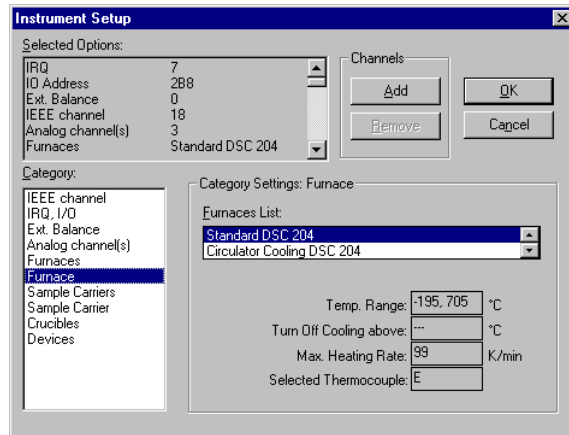 Instrument Setup
Selected Options:
IRQ 7
IO Address 2B8
Ext. Balance 0
IEEE channel 18
Analog channel(s) 3
Furnaces Standard DSC 204
Channels
Add
Remove
OK
Cancel
Category:
IEEE channel
IRQ, I/O
Ext. Balance
Analog channel(s)
Furnaces
Furnace
Sample Carriers
Sample Carrier
Crucibles
Devices
Category Settings: Furnace
Furnaces List:
Standard DSC 204
Circulator Cooling DSC 204
Temp. Range: -195, 705 °C
Turn Off Cooling above: --- °C
Max. Heating Rate: 99 K/min
Selected Thermocouple: E